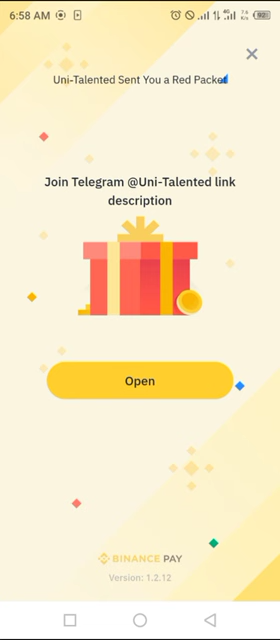 6:58 AM
92
Uni-Talented Sent You a Red Packet
Join Telegram @Uni-Talented link
description
Open
BINANCE PAY
Version: 1.2.12